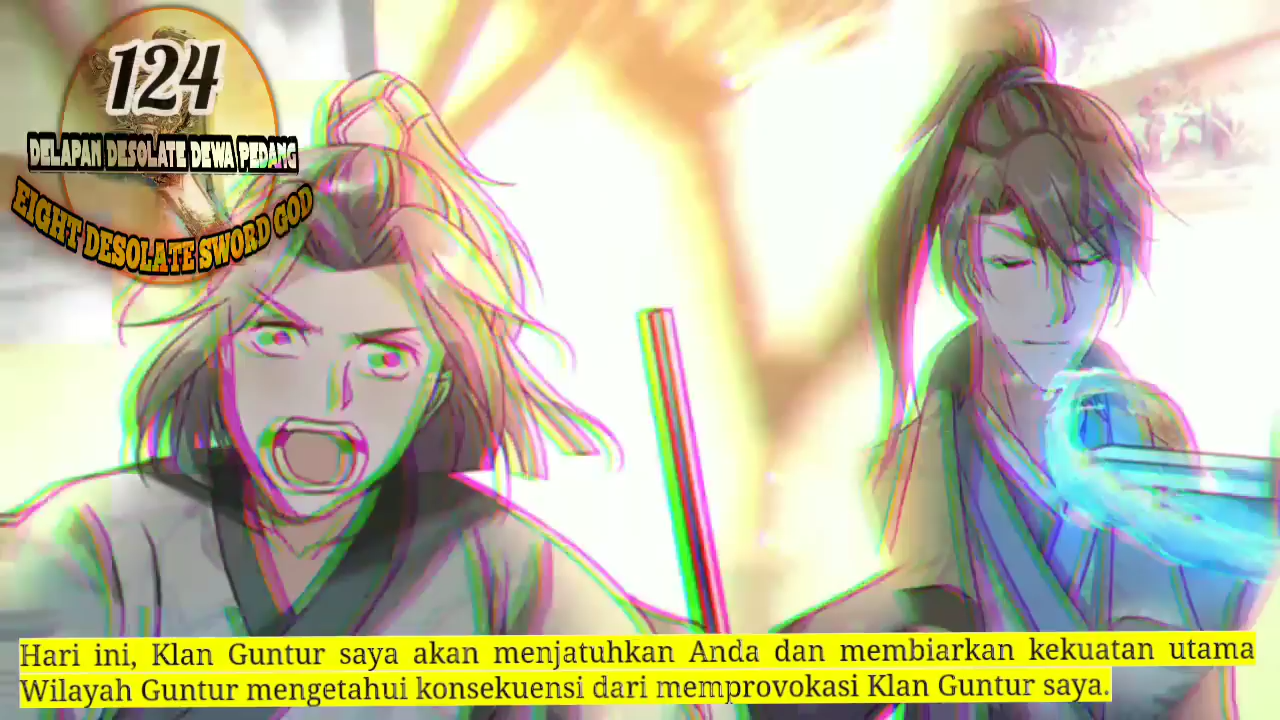 124
DELAPAN DESOLATE DEWA PEDANG
EIGHT DESOLATE SWORD GOD
Hari ini, Klan Guntur saya akan menjatuhkan Anda dan membiarkan kekuatan utama
Wilayah Guntur mengetahui konsekuensi dari memprovokasi Klan Guntur saya.